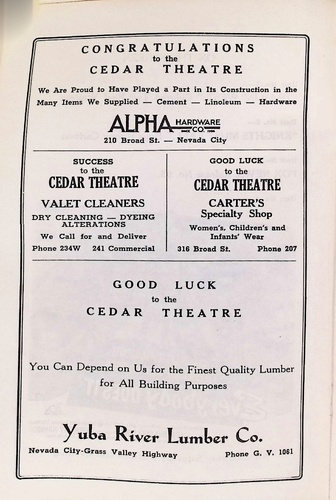 CONGRATULATIONS
to the
CEDAR THEATRE
We Are Proud to Have Played a Part in Its Construction in the
Many Items We Supplied — Cement — Linoleum — Hardware
ALPHA HARDWARE CO.
210 Broad St. — Nevada City
SUCCESS
to the
CEDAR THEATRE
VALET CLEANERS
DRY CLEANING — DYEING
ALTERATIONS
We Call for and Deliver
Phone 234W 241 Commercial
GOOD LUCK
to the
CEDAR THEATRE
CARTER'S
Specialty Shop
Women's, Children's and
Infants' Wear
316 Broad St. Phone 207
GOOD LUCK
to the
CEDAR THEATRE
You Can Depend on Us for the Finest Quality Lumber
for All Building Purposes
Yuba River Lumber Co.
Nevada City-Grass Valley Highway Phone G. V. 1061